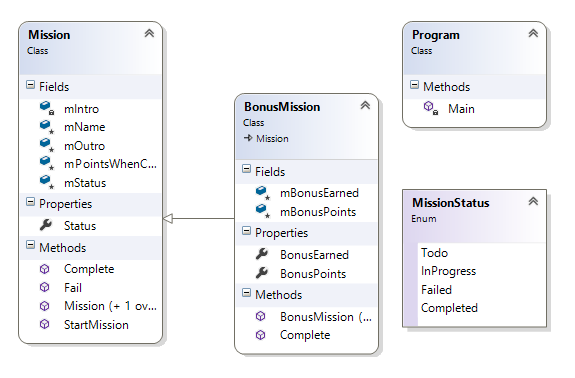 Mission
Class
Fields
mIntro
mName
mOutro
mPointsWhenC...
mStatus
Properties
Status
Methods
Complete
Fail
Mission (+ 1 ov...
StartMission
BonusMission
Class
Mission
Fields
mBonusEarned
mBonusPoints
Properties
BonusEarned
BonusPoints
Methods
BonusMission (...
Complete
Program
Class
Methods
Main
MissionStatus
Enum
Todo
InProgress
Failed
Completed